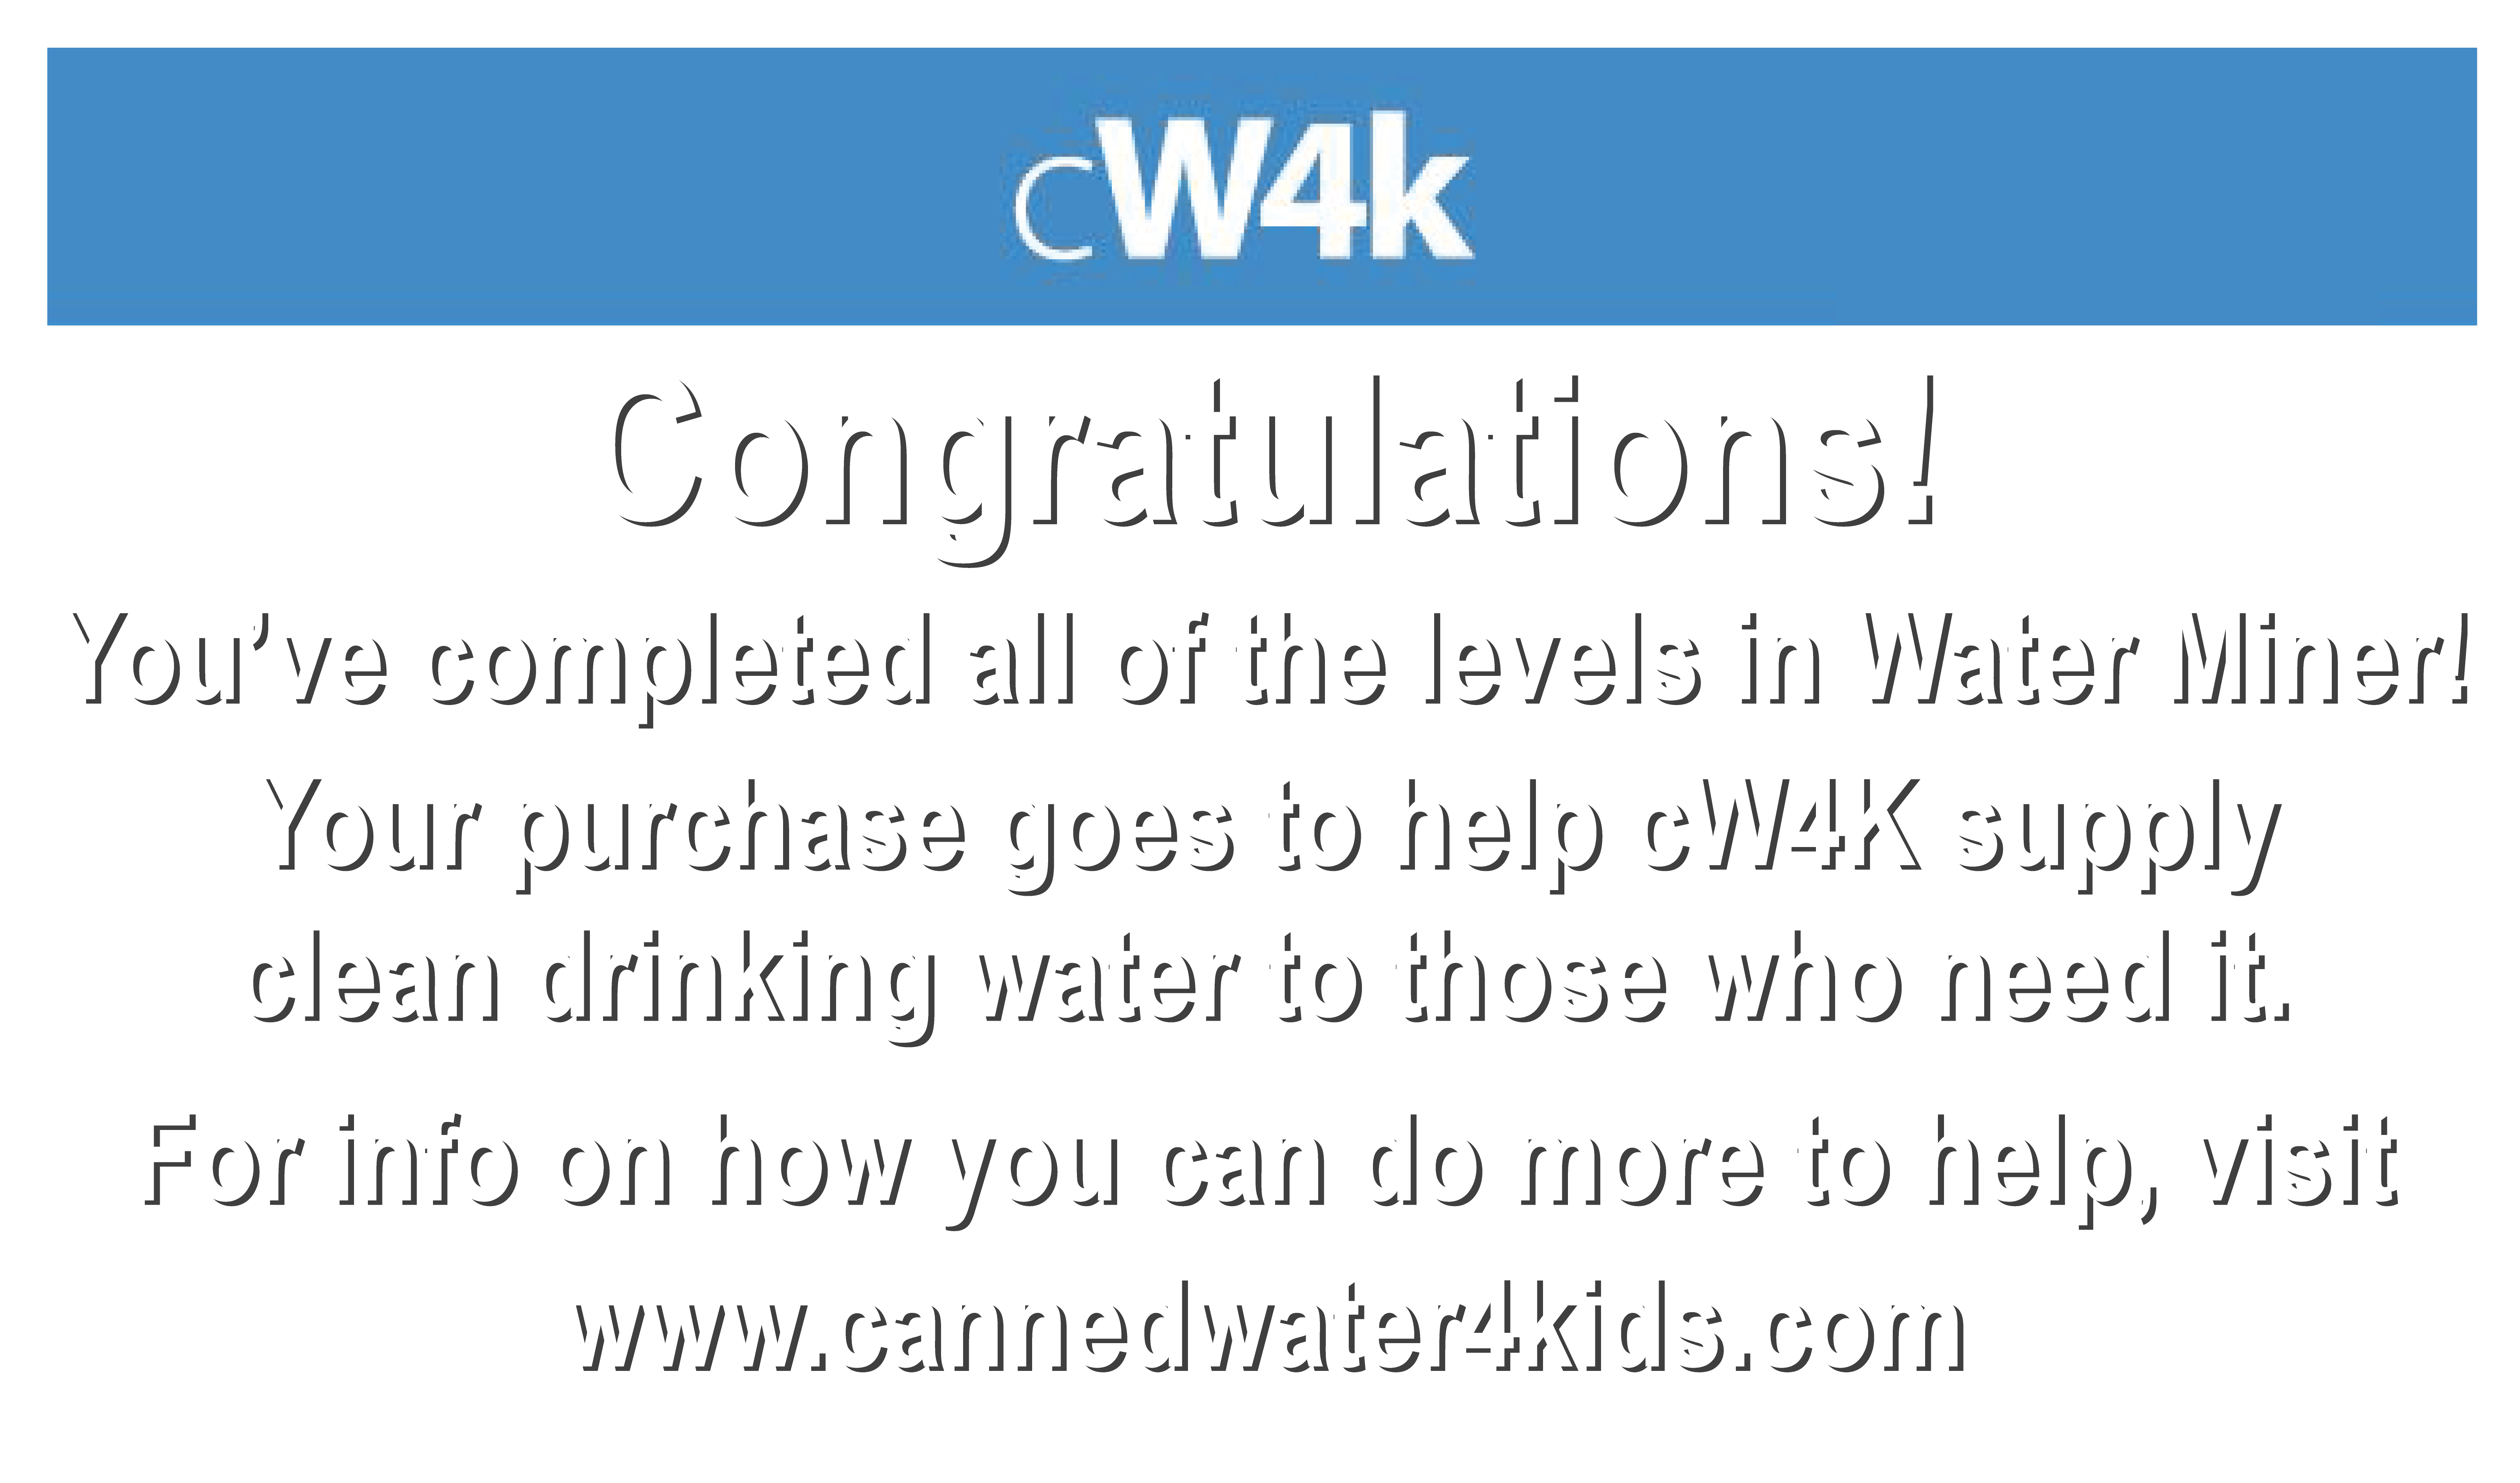 cW4k
Congratulations!
You’ve completed all of the levels in Water Miner!
Your purchase goes to help cW4K supply
clean drinking water to those who need it.
For info on how you can do more to help, visit
www.cannedwater4kids.com